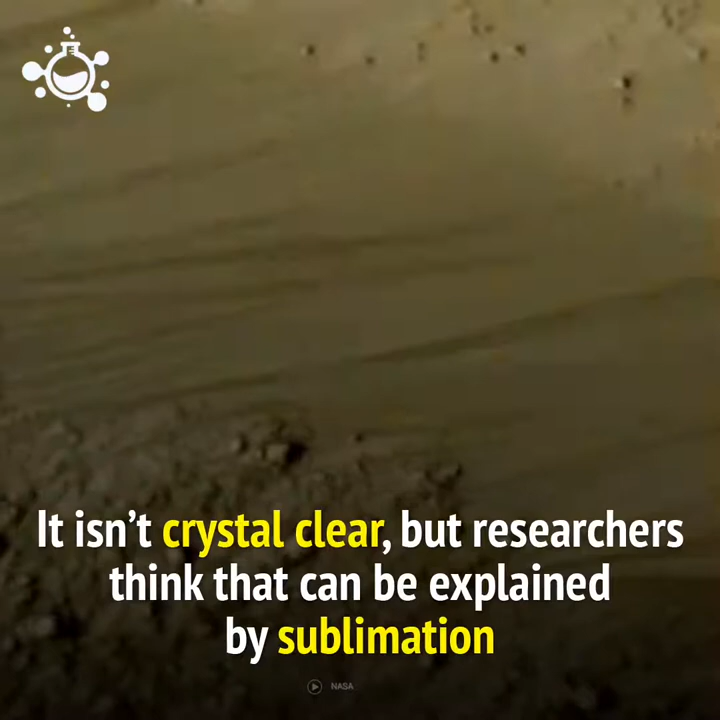 It isn’t crystal clear, but researchers
think that can be explained
by sublimation
NASA